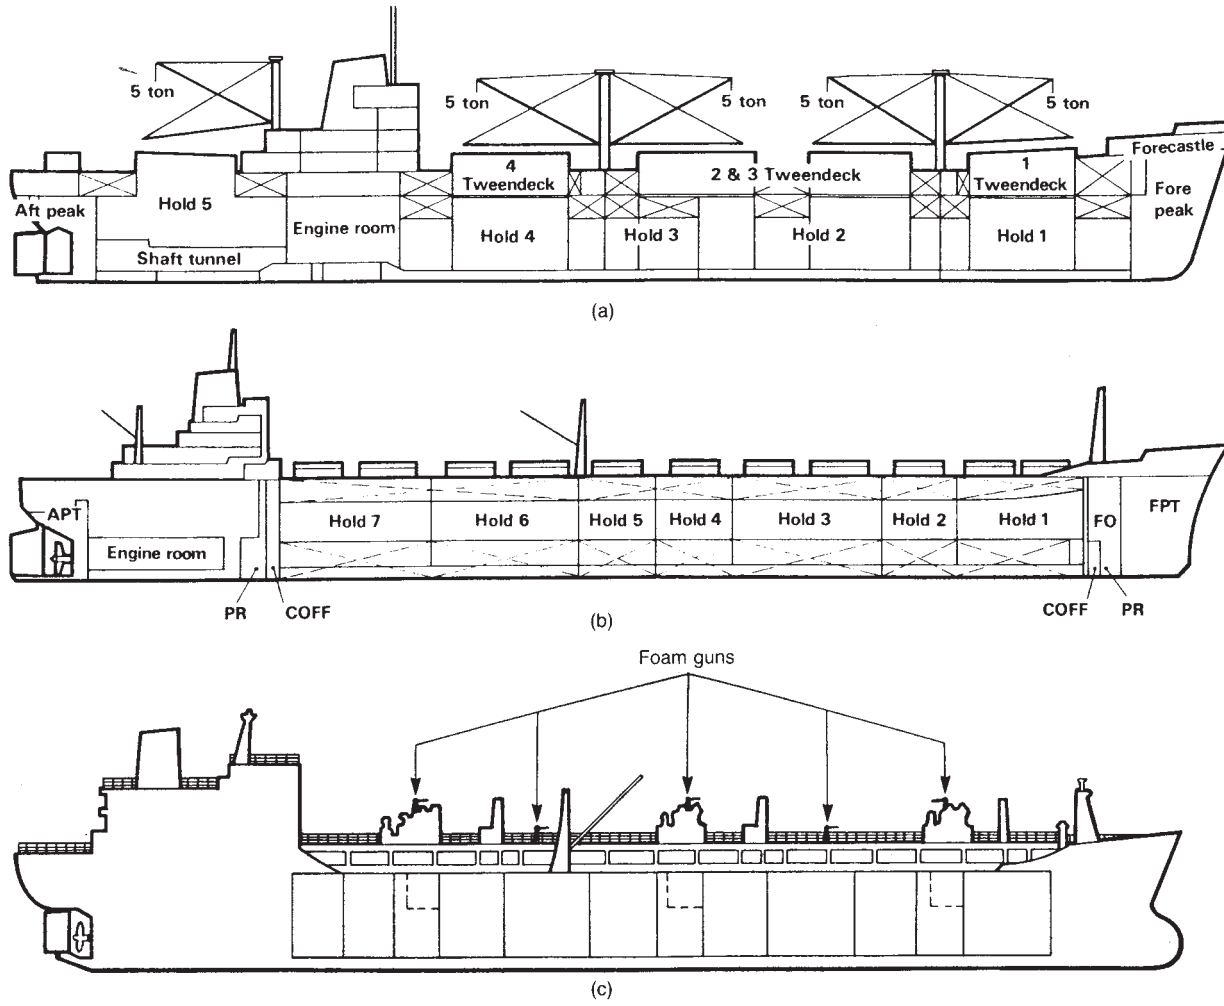 5 ton
5 ton
5 ton
5 ton
5 ton
Forecastle
4
Tweendeck
2 & 3 Tweendeck
1
Tweendeck
Fore
peak
Hold 5
Aft peak
Engine room
Hold 4
Hold 3
Hold 2
Hold 1
Shaft tunnel
(a)
APT
Hold 7
Hold 6
Hold 5
Hold 4
Hold 3
Hold 2
Hold 1
FO
FPT
Engine room
PR
COFF
COFF
PR
(b)
Foam guns
(c)